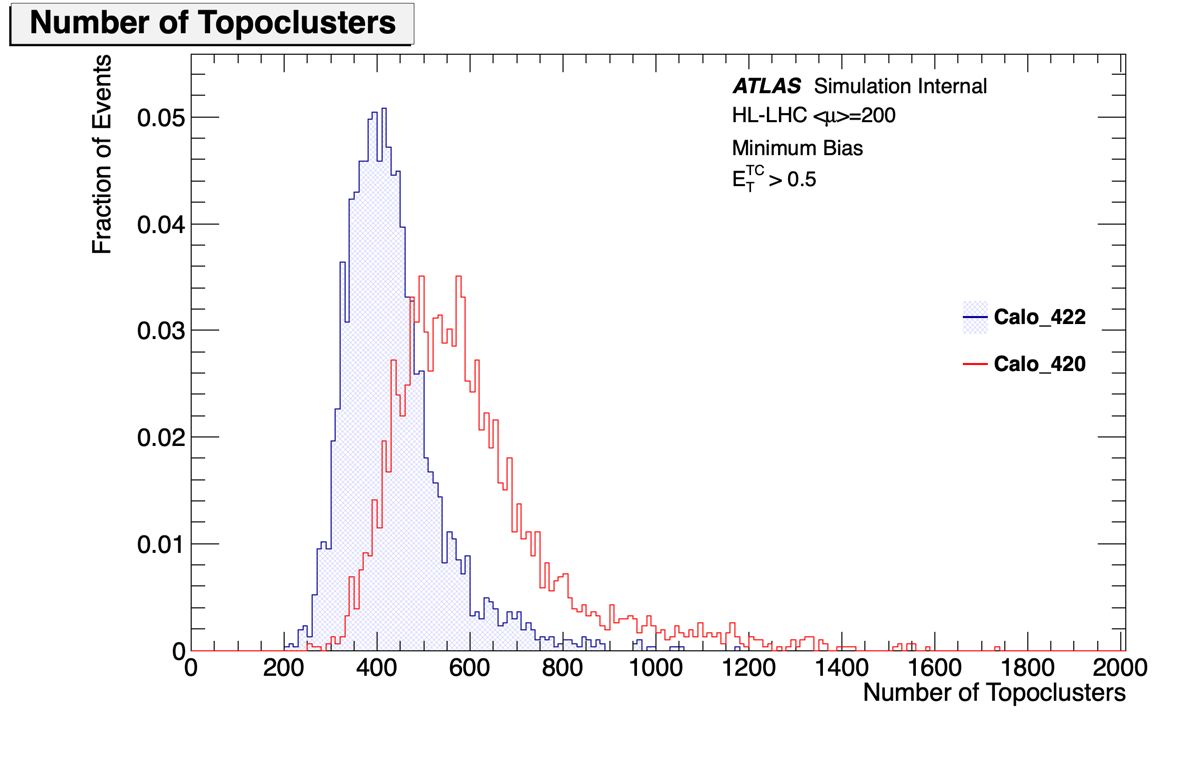 Number of Topoclusters
Fraction of Events
ATLAS Simulation Internal
HL-LHC <μ>=200
Minimum Bias
E_T^TC > 0.5
0.05
0.04
0.03
0.02
0.01
0
Calo_422
Calo_420
0 200 400 600 800 1000 1200 1400 1600 1800 2000
Number of Topoclusters